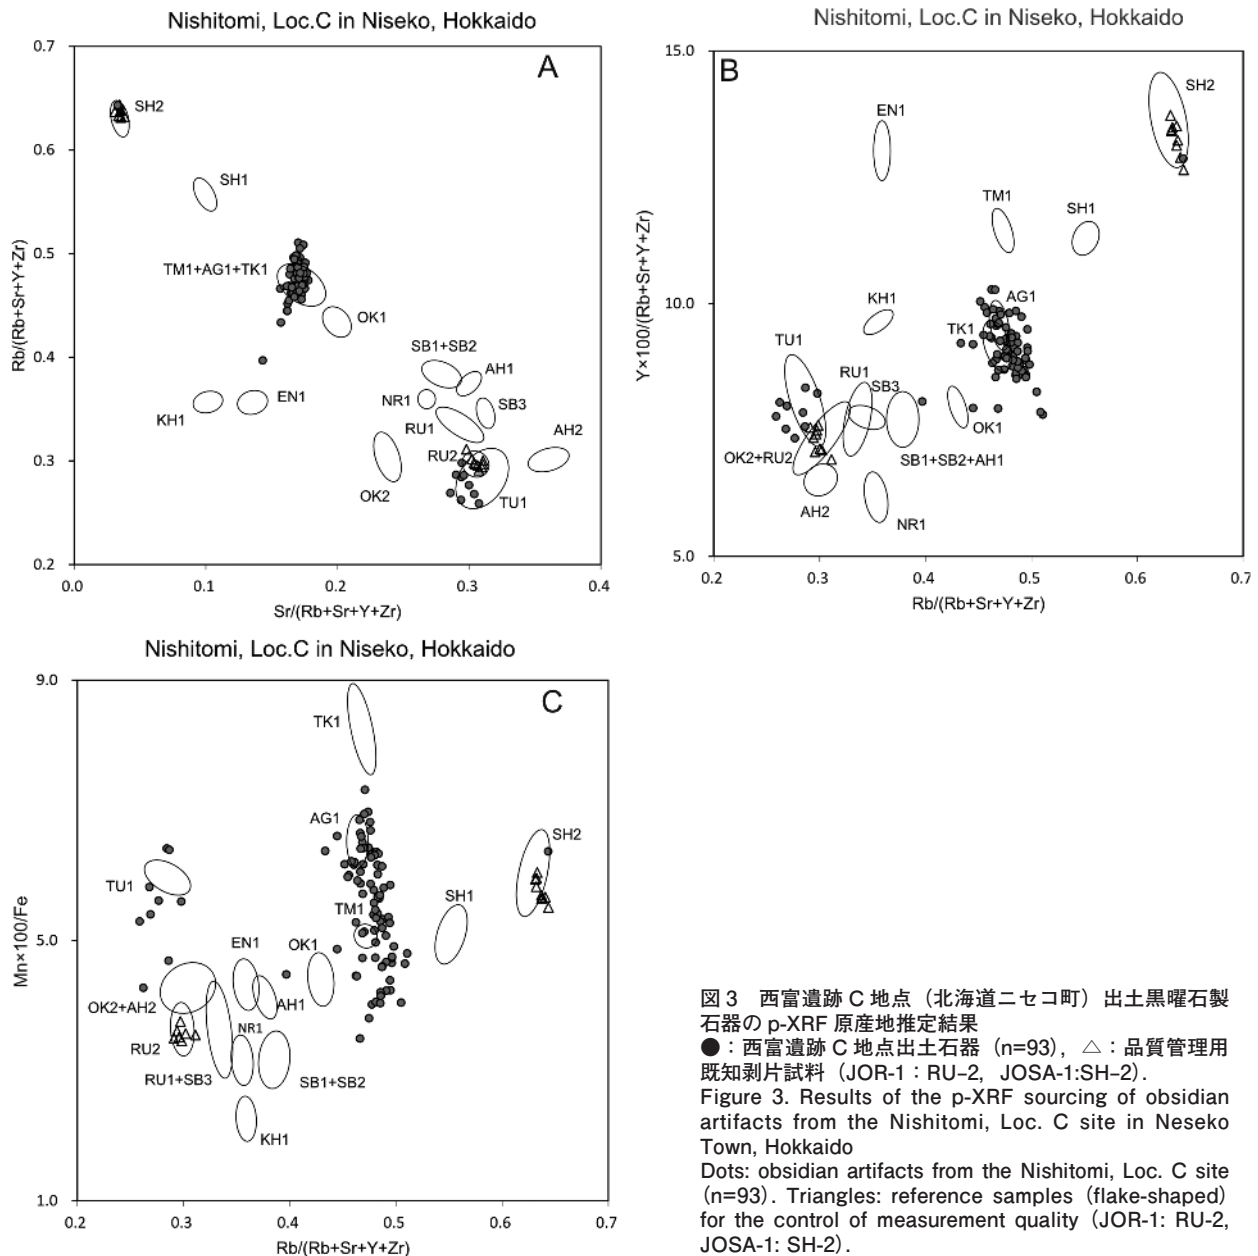 Nishitomi, Loc.C in Niseko, Hokkaido
A
0.7
0.6
0.5
0.4
0.3
0.2
Rb/(Rb+Sr+Y+Zr)
SH2
SH1
TM1+AG1+TK1
OK1
SB1+SB2
AH1
NR1
SB3
KH1
EN1
RU1
AH2
RU2
OK2
TU1
0.0
0.1
0.2
0.3
0.4
Sr/(Rb+Sr+Y+Zr)
Nishitomi, Loc.C in Niseko, Hokkaido
B
15.0
10.0
5.0
Y×100/(Rb+Sr+Y+Zr)
SH2
EN1
TM1
SH1
KH1
AG1
TK1
TU1
RU1
SB3
OK1
OK2+RU2
SB1+SB2+AH1
AH2
NR1
0.2
0.3
0.4
0.5
0.6
0.7
Rb/(Rb+Sr+Y+Zr)
Nishitomi, Loc.C in Niseko, Hokkaido
C
9.0
5.0
1.0
Mn×100/Fe
TK1
AG1
SH2
TU1
TM1
SH1
EN1
OK1
OK2+AH2
AH1
RU2
NR1
RU1+SB3
SB1+SB2
KH1
0.2
0.3
0.4
0.5
0.6
0.7
Rb/(Rb+Sr+Y+Zr)
図 3 西富遺跡 C 地点（北海道ニセコ町）出土黒曜石製
石器の p-XRF 原産地推定結果
●：西富遺跡 C 地点出土石器（n=93），△：品質管理用
既知剥片試料（JOR-1：RU–2, JOSA-1:SH–2）．
Figure 3. Results of the p-XRF sourcing of obsidian
artifacts from the Nishitomi, Loc. C site in Neseko
Town, Hokkaido
Dots: obsidian artifacts from the Nishitomi, Loc. C site
(n=93). Triangles: reference samples (flake-shaped)
for the control of measurement quality (JOR-1: RU-2,
JOSA-1: SH-2).